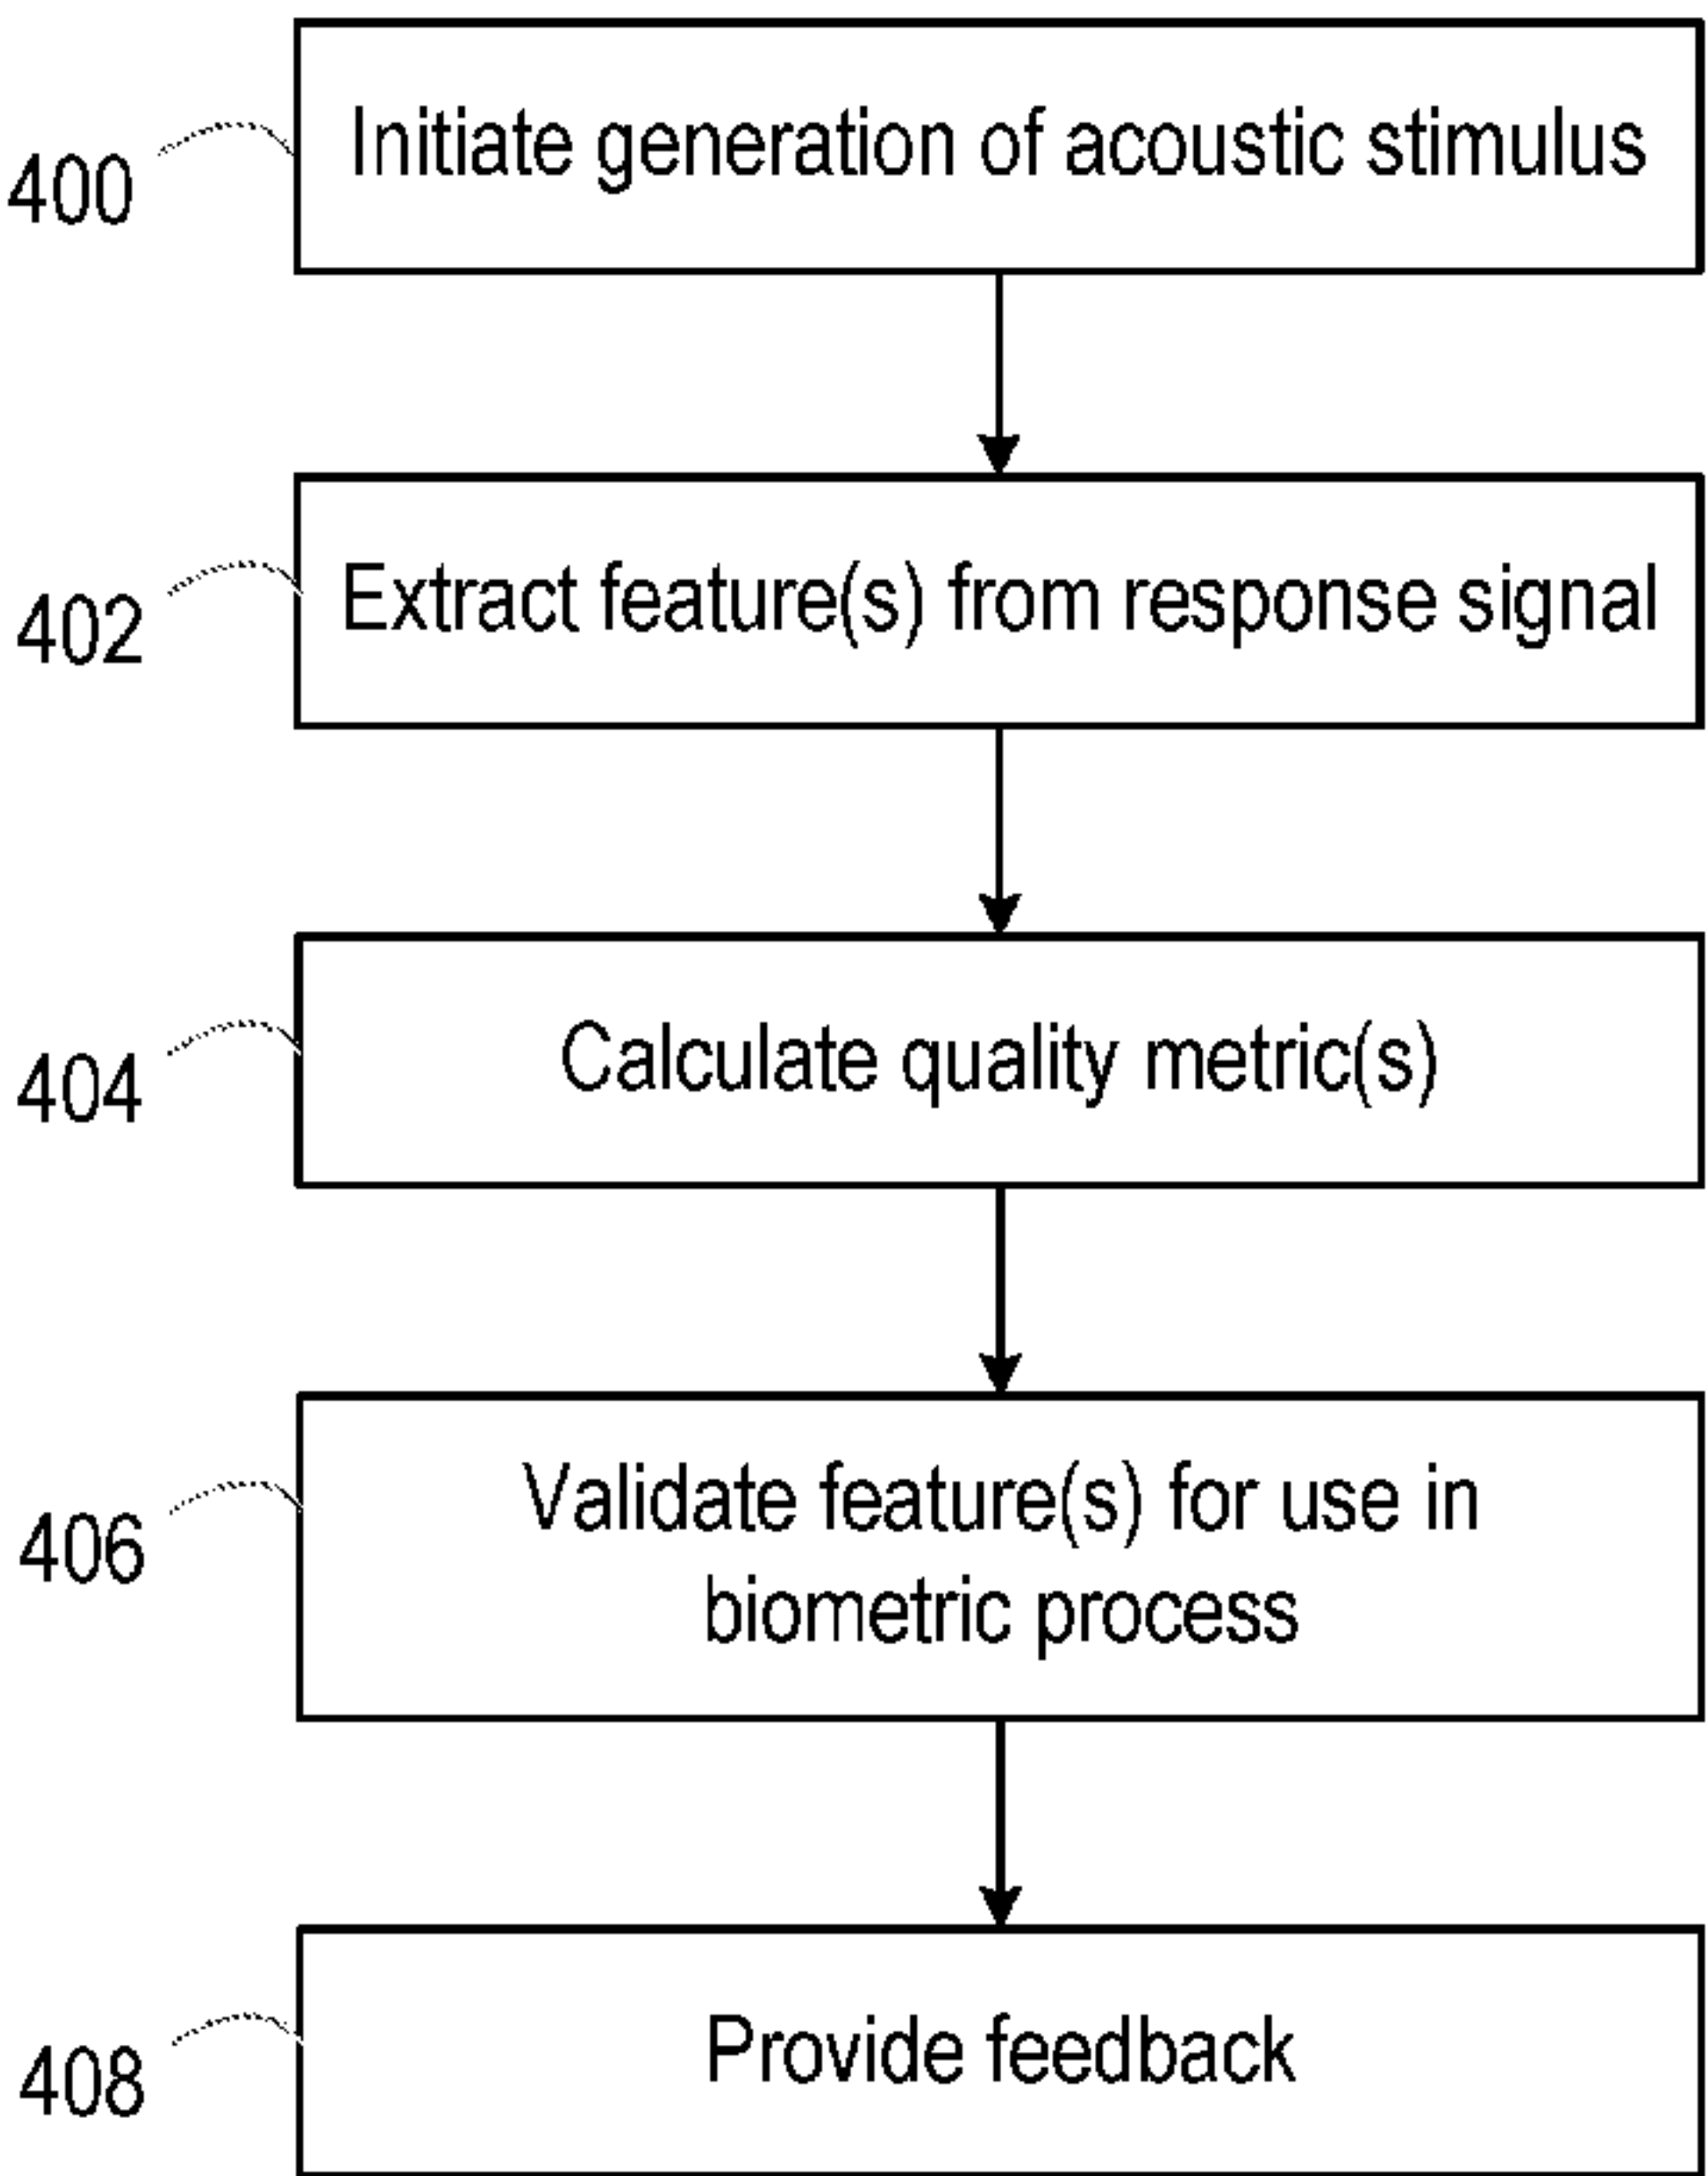 400
Initiate generation of acoustic stimulus
402
Extract feature(s) from response signal
404
Calculate quality metric(s)
406
Validate feature(s) for use in
biometric process
408
Provide feedback